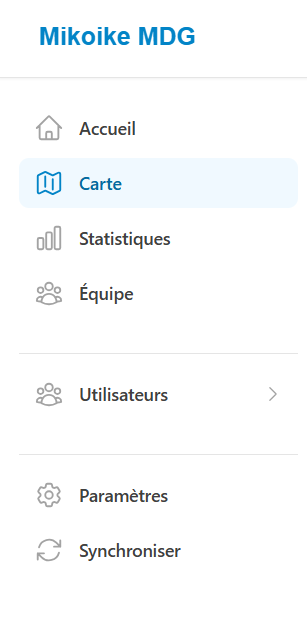 Mikoike MDG
Accueil
Carte
Statistiques
Équipe
Utilisateurs
Paramètres
Synchroniser